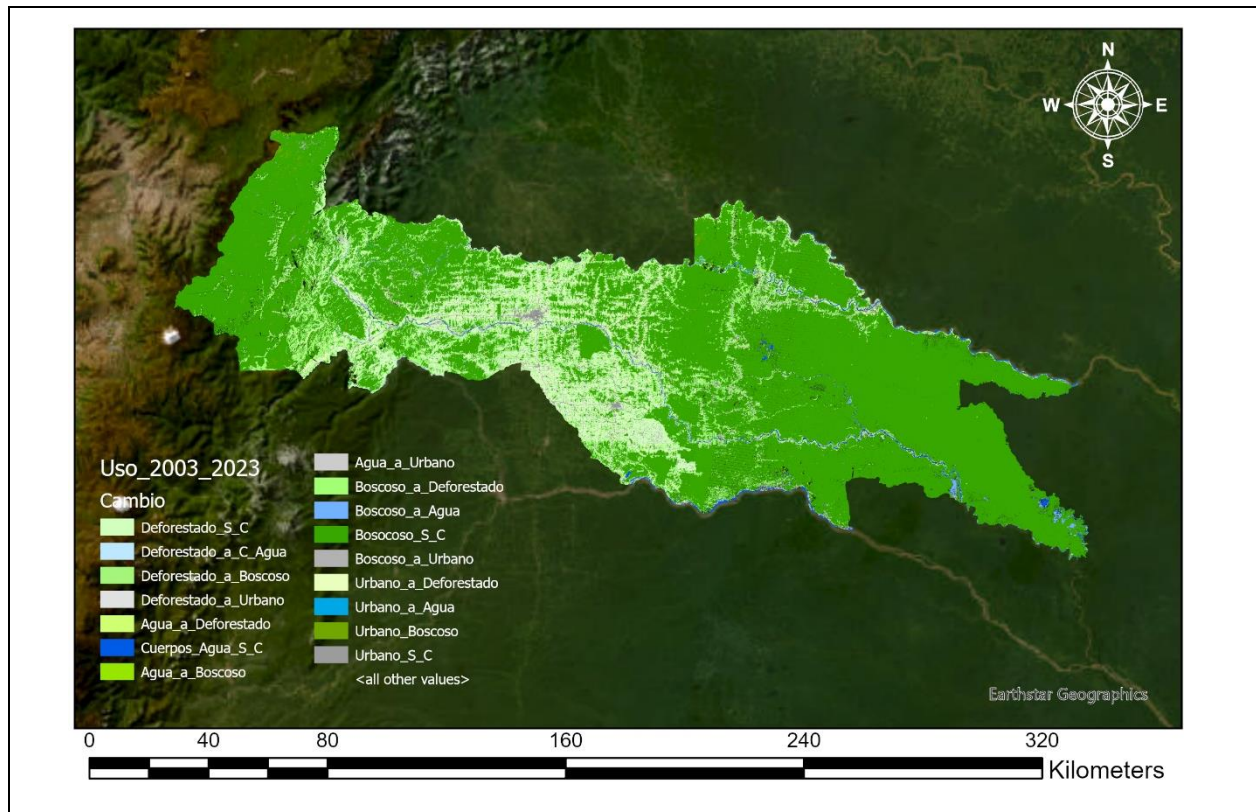 N
W E
S
Uso_2003_2023
Cambio
Deforestado_S_C
Deforestado_a_C_Agua
Deforestado_a_Boscoso
Deforestado_a_Urbano
Agua_a_Deforestado
Cuerpos_Agua_S_C
Agua_a_Boscoso
Agua_a_Urbano
Boscoso_a_Deforestado
Boscoso_a_Agua
Bosocoso_S_C
Boscoso_a_Urbano
Urbano_a_Deforestado
Urbano_a_Agua
Urbano_Boscoso
Urbano_S_C
<all other values>
Earthstar Geographics
0 40 80 160 240 320
Kilometers